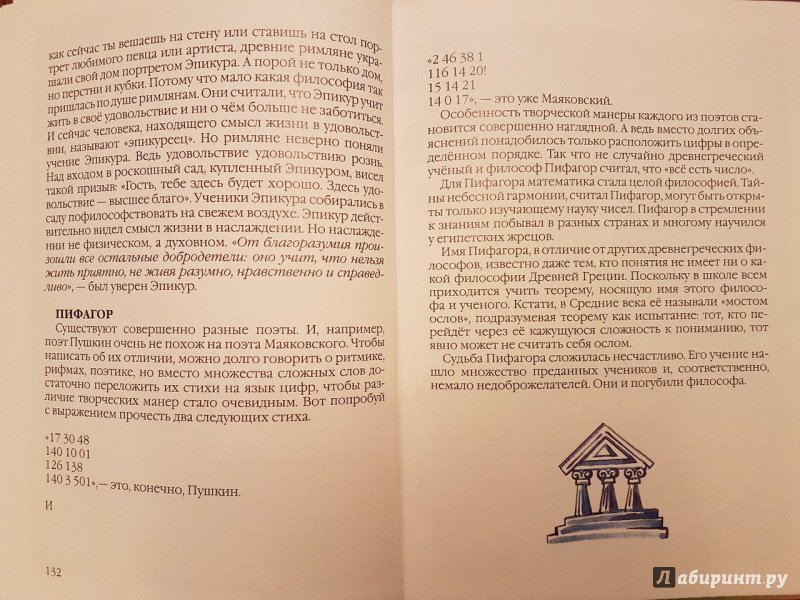 как сейчас ты вешаешь на стену или ставишь на стол пор-
трет любимого певца или артиста, древние римляне укра-
шали свой дом портретом Эпикура. А порой не только дом,
но перстни и кубки. Потому что мало какая философия так
пришлась по душе римлянам. Они считали, что Эпикур учит
жить в своё удовольствие и ни о чём больше не заботиться.
И сейчас человека, находящего смысл жизни в удоволь-
ствии, называют «эпикуреец». Но римляне неверно поняли
учение Эпикура. Ведь удовольствие удовольствию рознь.
Над входом в роскошный сад, купленный Эпикуром, висел
такой призыв: «Гость, тебе здесь будет хорошо. Здесь удо-
вольствие – высшее благо». Ученики Эпикура собирались в
саду пофилософствовать на свежем воздухе. Эпикур дейст-
вительно видел смысл жизни в наслаждении. Но наслажде-
нии не физическом, а духовном. «От благоразумия произ-
ошли все остальные добродетели: оно учит, что нельзя
жить приятно, не живя разумно, нравственно и справед-
ливо», – был уверен Эпикур.
ПИФАГОР
Существуют совершенно разные поэты. И, например,
поэт Пушкин очень не похож на поэта Маяковского. Чтобы
написать об их отличии, можно долго говорить о ритмике,
рифмах, поэтике, но вместо множества сложных слов до-
статочно переложить их стихи на язык цифр, чтобы раз-
личие творческих манер стало очевидным. Вот попробуй
с выражением прочесть два следующих стиха.
«17 30 48
140 10 01
126 138
140 3 501»,– это, конечно, Пушкин.
И
132
«2 46 38 1
116 14 20!
15 14 21
14 0 17», – это уже Маяковский.
Особенность творческой манеры каждого из поэтов ста-
новится совершенно наглядной. А ведь вместо долгих объ-
яснений понадобилось только расположить цифры в опре-
делённом порядке. Так что не случайно древнегреческий
учёный и философ Пифагор считал, что «всё есть число».
Для Пифагора математика стала целой философией. Тай-
ны небесной гармонии, считал Пифагор, могут быть откры-
ты только изучающему науку чисел. Пифагор в стремлении
к знаниям побывал в разных странах и многому научился
у египетских жрецов.
Имя Пифагора, в отличие от других древнегреческих фи-
лософов, известно даже тем, кто понятия не имеет ни о ка-
кой философии Древней Греции. Поскольку в школе всем
приходится учить теорему, носящую имя этого филосо-
фа и ученого. Кстати, в Средние века её называли «мостом
ослов», подразумевая теорему как испытание: тот, кто пе-
рейдёт через её кажущуюся сложность к пониманию, тот
явно может не считать себя ослом.
Судьба Пифагора сложилась несчастливо. Его учение на-
шло множество преданных учеников и, соответственно,
немало недоброжелателей. Они и погубили философа.
Лабиринт.ру